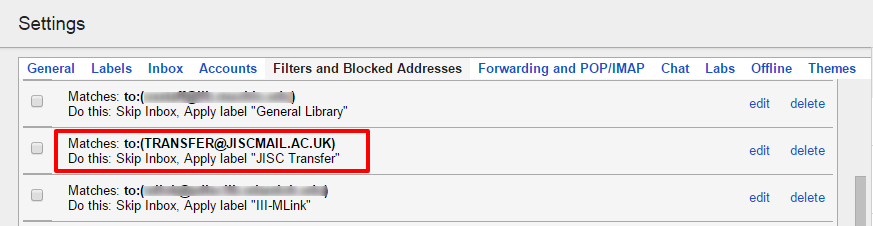 Settings
General Labels Inbox Accounts Filters and Blocked Addresses Forwarding and POP/IMAP Chat Labs Offline Themes
Matches: to:( )
Do this: Skip Inbox, Apply label "General Library"
edit delete
Matches: to:(TRANSFER@JISCMAIL.AC.UK)
Do this: Skip Inbox, Apply label "JISC Transfer"
edit delete
Matches: to:( )
Do this: Skip Inbox, Apply label "III-MLink"
edit delete